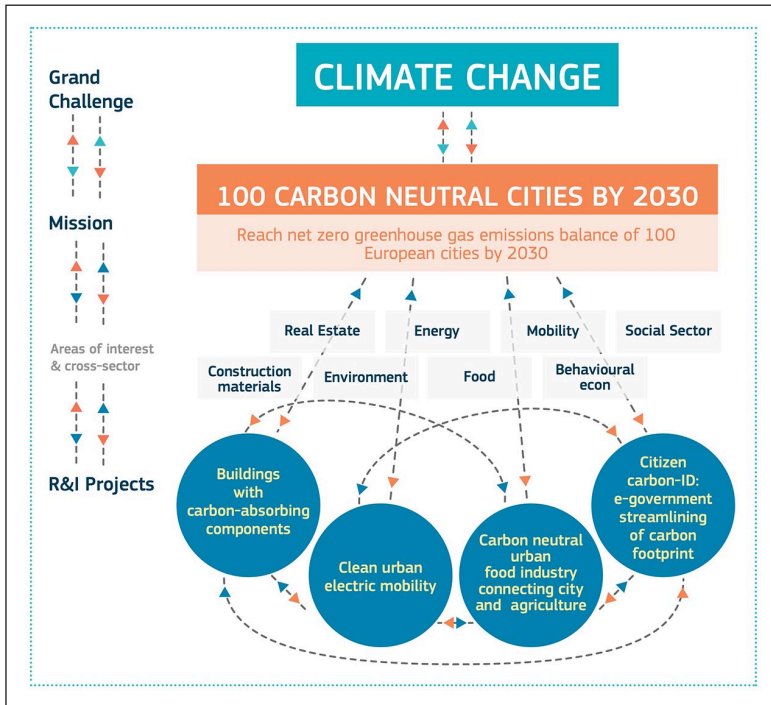 Grand
Challenge
CLIMATE CHANGE
Mission
100 CARBON NEUTRAL CITIES BY 2030
Reach net zero greenhouse gas emissions balance of 100
European cities by 2030
Areas of interest
& cross-sector
Real Estate
Energy
Mobility
Social Sector
Construction
materials
Environment
Food
Behavioural
econ
R&I Projects
Buildings
with
carbon-absorbing
components
Clean urban
electric mobility
Carbon neutral
urban
food industry
connecting city
and agriculture
Citizen
carbon-ID:
e-government
streamlining
of carbon
footprint